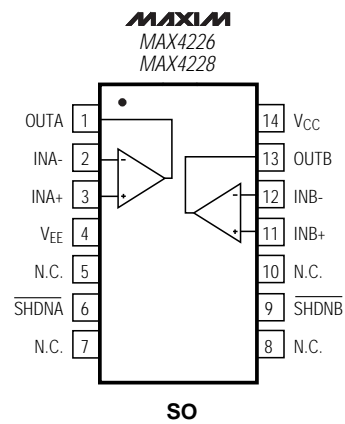 MAXIM
MAX4226
MAX4228
OUTA 1
INA- 2 -
INA+ 3 +
VEE 4
N.C. 5
SHDNA 6
N.C. 7
14 VCC
13 OUTB
12 INB- -
11 INB+ +
10 N.C.
9 SHDNB
8 N.C.
SO